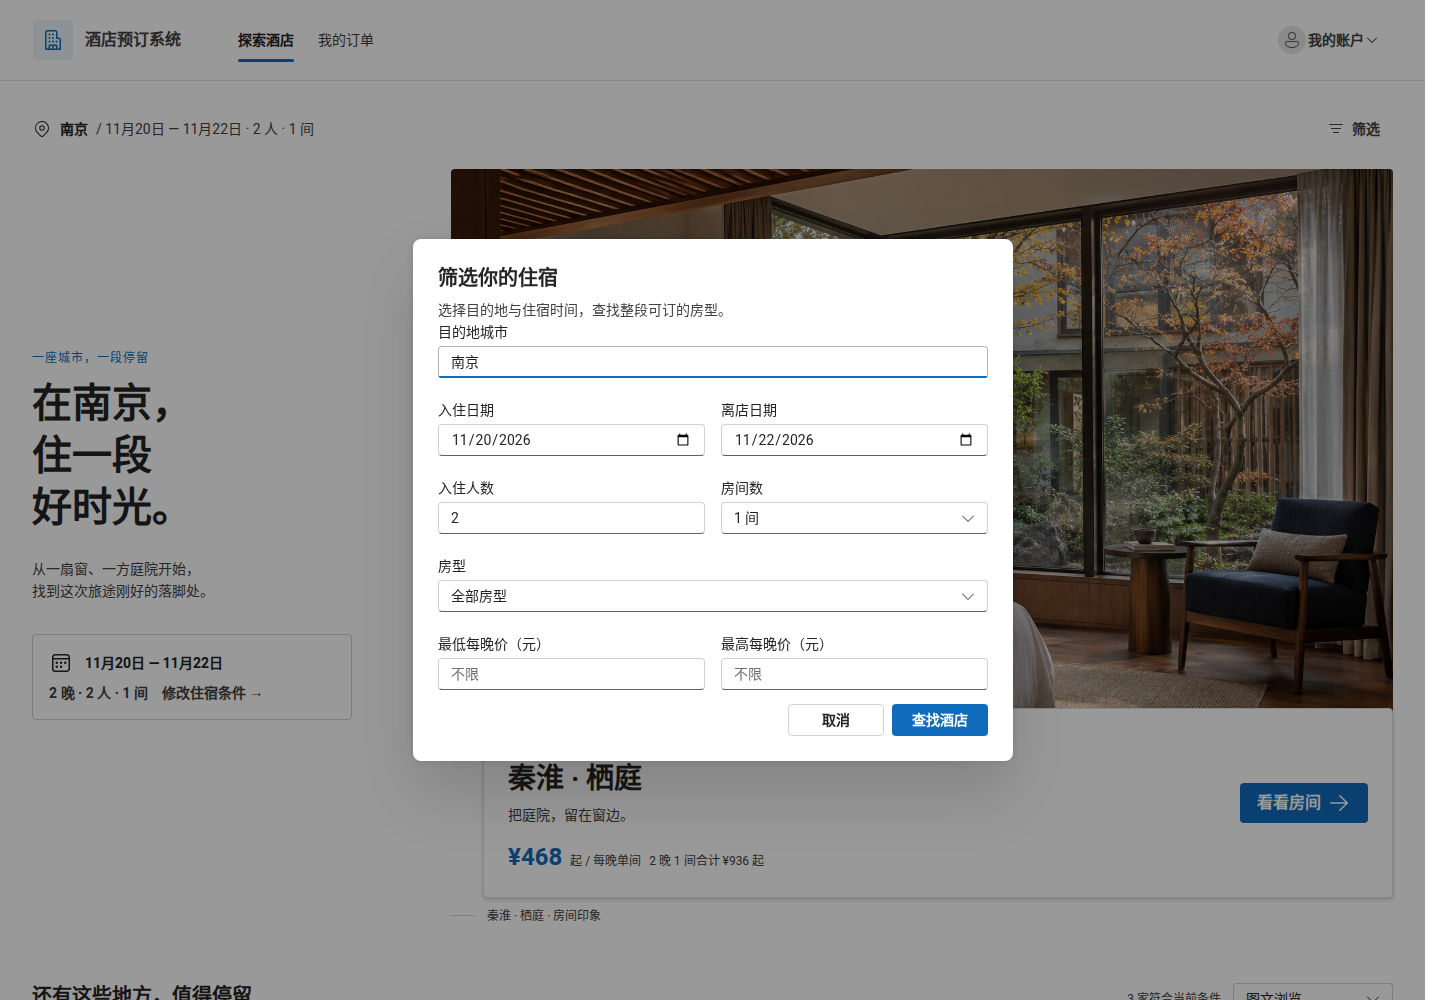 酒店预订系统
探索酒店
我的订单
我的账户
南京 / 11月20日 — 11月22日 · 2 人 · 1 间
筛选
筛选你的住宿
选择目的地与住宿时间，查找整段可订的房型。
目的地城市
南京
入住日期
离店日期
11/20/2026
11/22/2026
入住人数
房间数
2
1 间
房型
全部房型
最低每晚价（元）
最高每晚价（元）
不限
不限
取消
查找酒店
一座城市，一段停留
在南京，
住一段
好时光。
从一扇窗、一方庭院开始，
找到这次旅途刚好的落脚处。
11月20日 — 11月22日
2 晚 · 2 人 · 1 间 修改住宿条件 →
秦淮 · 栖庭
把庭院，留在窗边。
¥468 起 / 每晚单间 2 晚 1 间合计 ¥936 起
看看房间
秦淮 · 栖庭 · 房间印象
还有这些地方，值得停留
3 家符合当前条件
图文浏览